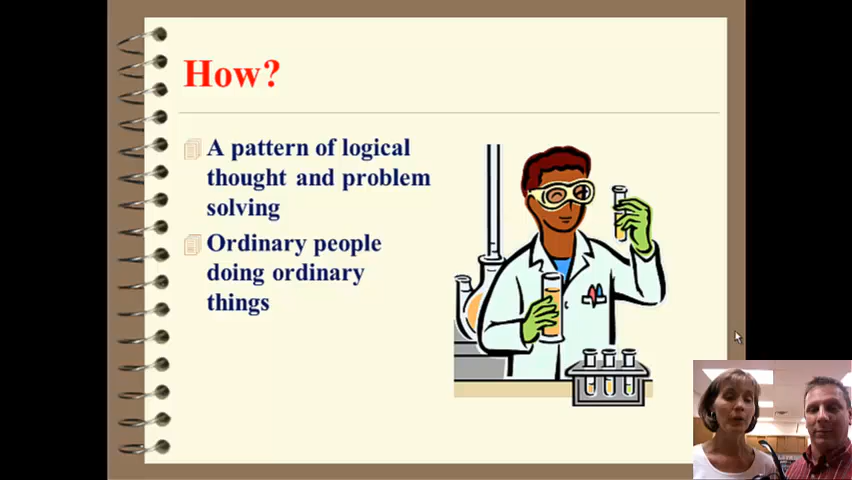 How?
A pattern of logical
thought and problem
solving
Ordinary people
doing ordinary
things